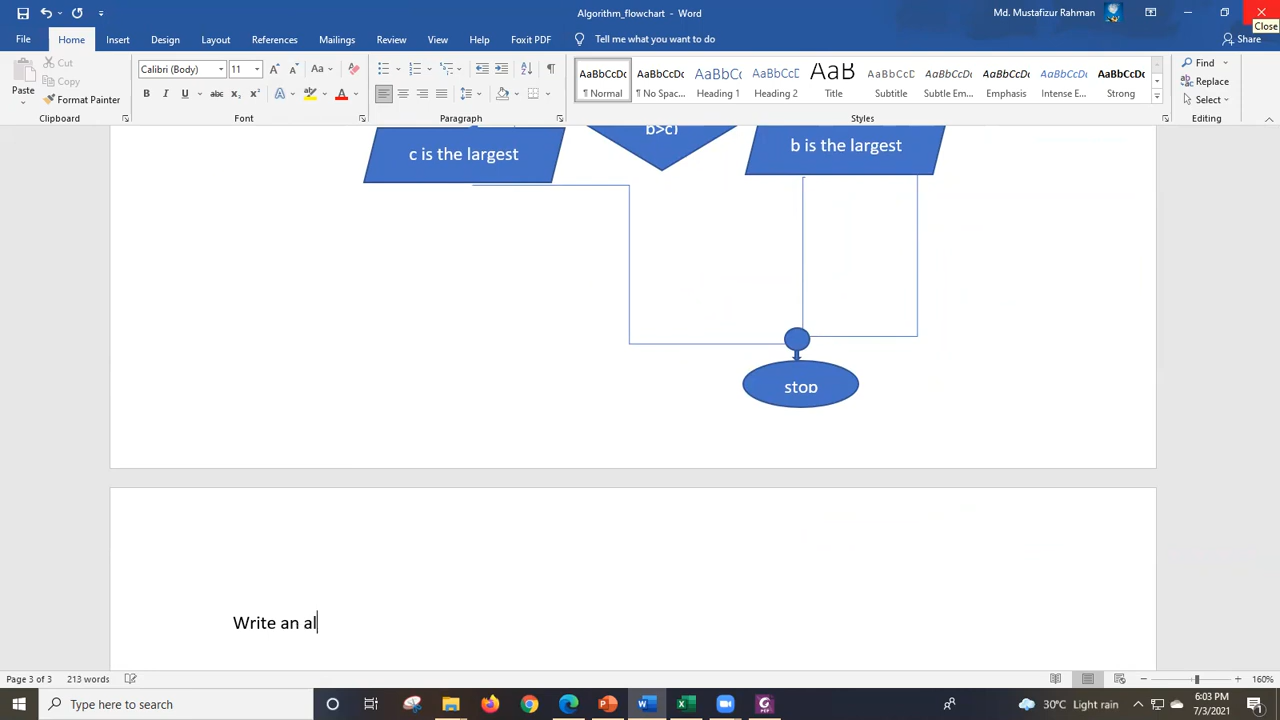 Algorithm_flowchart - Word
Md. Mustafizur Rahman
Close
File Home Insert Design Layout References Mailings Review View Help Foxit PDF Tell me what you want to do Share
Paste
Cut
Copy
Format Painter
Clipboard
Calibri (Body) 11
Font
Paragraph
AaBbCcDc
¶ Normal
AaBbCcDc
¶ No Spac...
AaBbCc
Heading 1
AaBbCcD
Heading 2
AaB
Title
AaBbCcD
Subtitle
AaBbCcDc
Subtle Em...
AaBbCcDc
Emphasis
AaBbCcDc
Intense E...
AaBbCcDc
Strong
Styles
Find
Replace
Select
Editing
b>c)
c is the largest
b is the largest
stop
Write an al
Page 3 of 3 213 words
160%
Type here to search
30°C Light rain
6:03 PM
7/3/2021